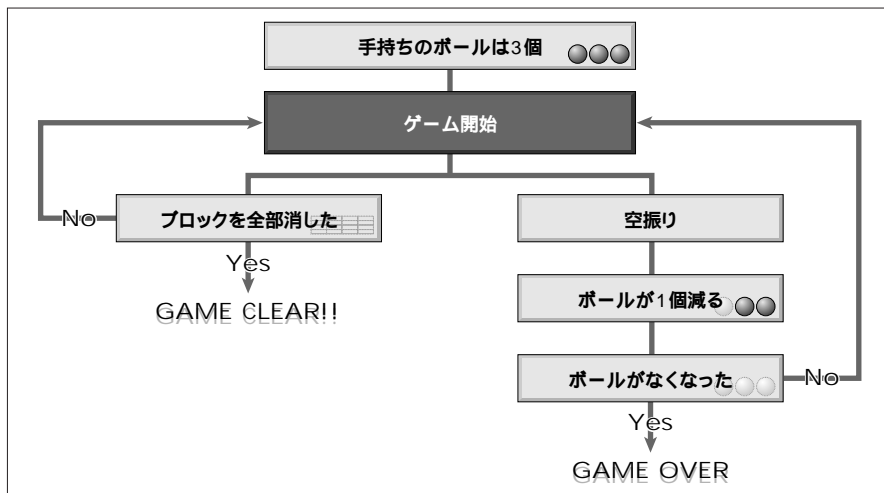 手持ちのボールは3個
ゲーム開始
No
ブロックを全部消した
Yes
GAME CLEAR!!
空振り
ボールが1個減る
ボールがなくなった
No
Yes
GAME OVER